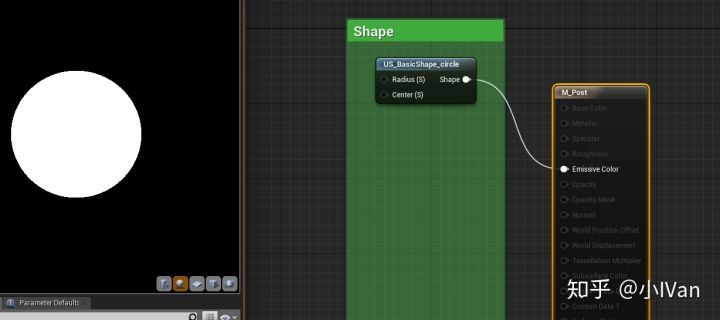 Shape
US_BasicShape_circle
Radius (S) Shape
Center (S)
M_Post
Base Color
Metallic
Specular
Roughness
Emissive Color
Opacity
Opacity Mask
Normal
World Position Offset
World Displacement
Tessellation Multiplier
Subsurface Color
Custom Data 1
Parameter Defaults
知乎 @小IVan